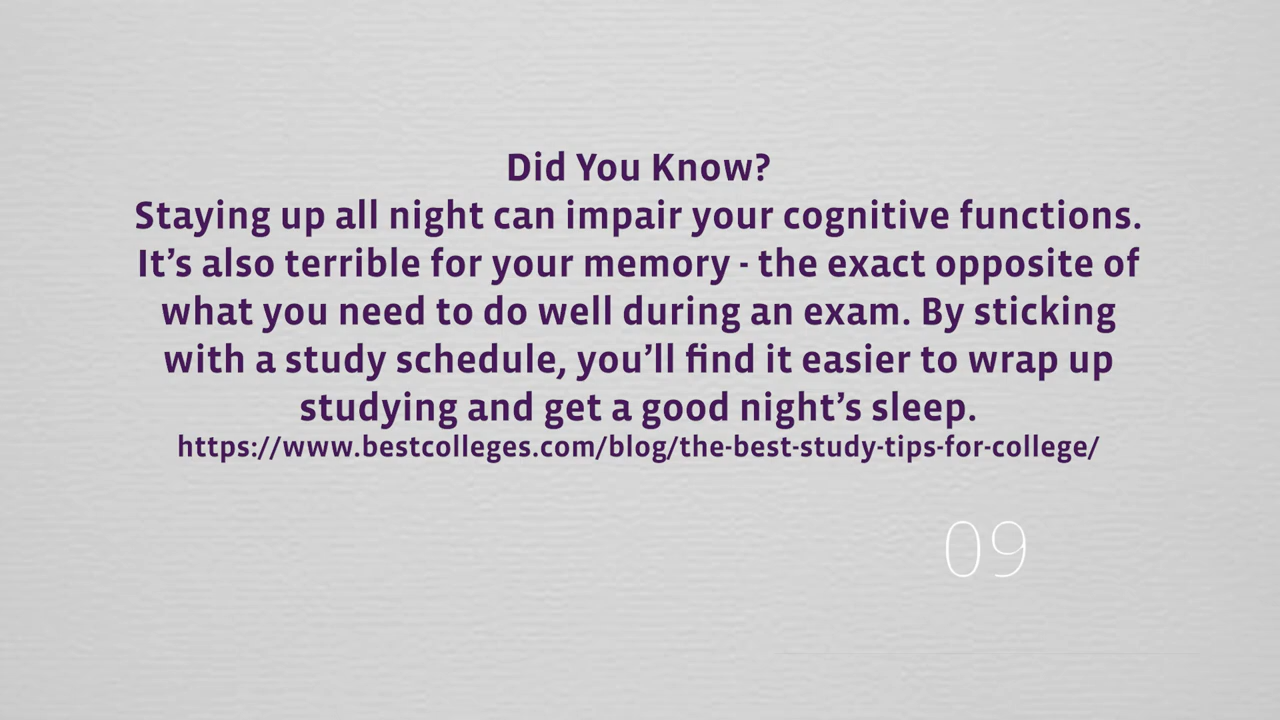 Did You Know?
Staying up all night can impair your cognitive functions.
It’s also terrible for your memory - the exact opposite of
what you need to do well during an exam. By sticking
with a study schedule, you’ll find it easier to wrap up
studying and get a good night’s sleep.
https://www.bestcolleges.com/blog/the-best-study-tips-for-college/
09